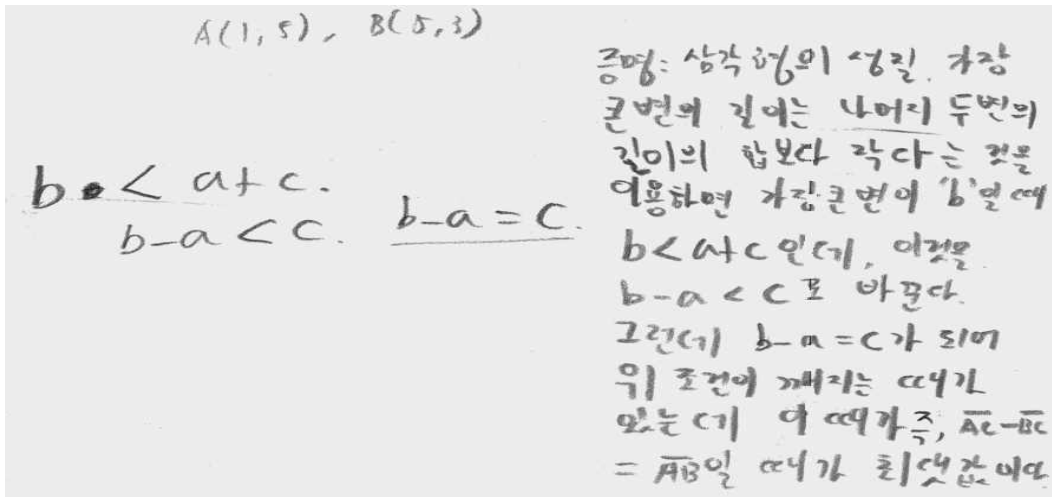 A(1,5), B(5,3)
b < a+c.
b-a < c. b-a = c.
증명: 삼각형의 성질. 가장
큰 변의 길이는 나머지 두변의
길이의 합보다 작다는 것을
이용하면 가장 큰 변이 'b'일 때
b < a+c 인데, 이것을
b-a < c 로 바꾼다.
그런데 b-a = c가 되어
위 조건이 깨지는 때가
있는데 이 때가 즉, AC-BC
= AB일 때가 최댓값이다